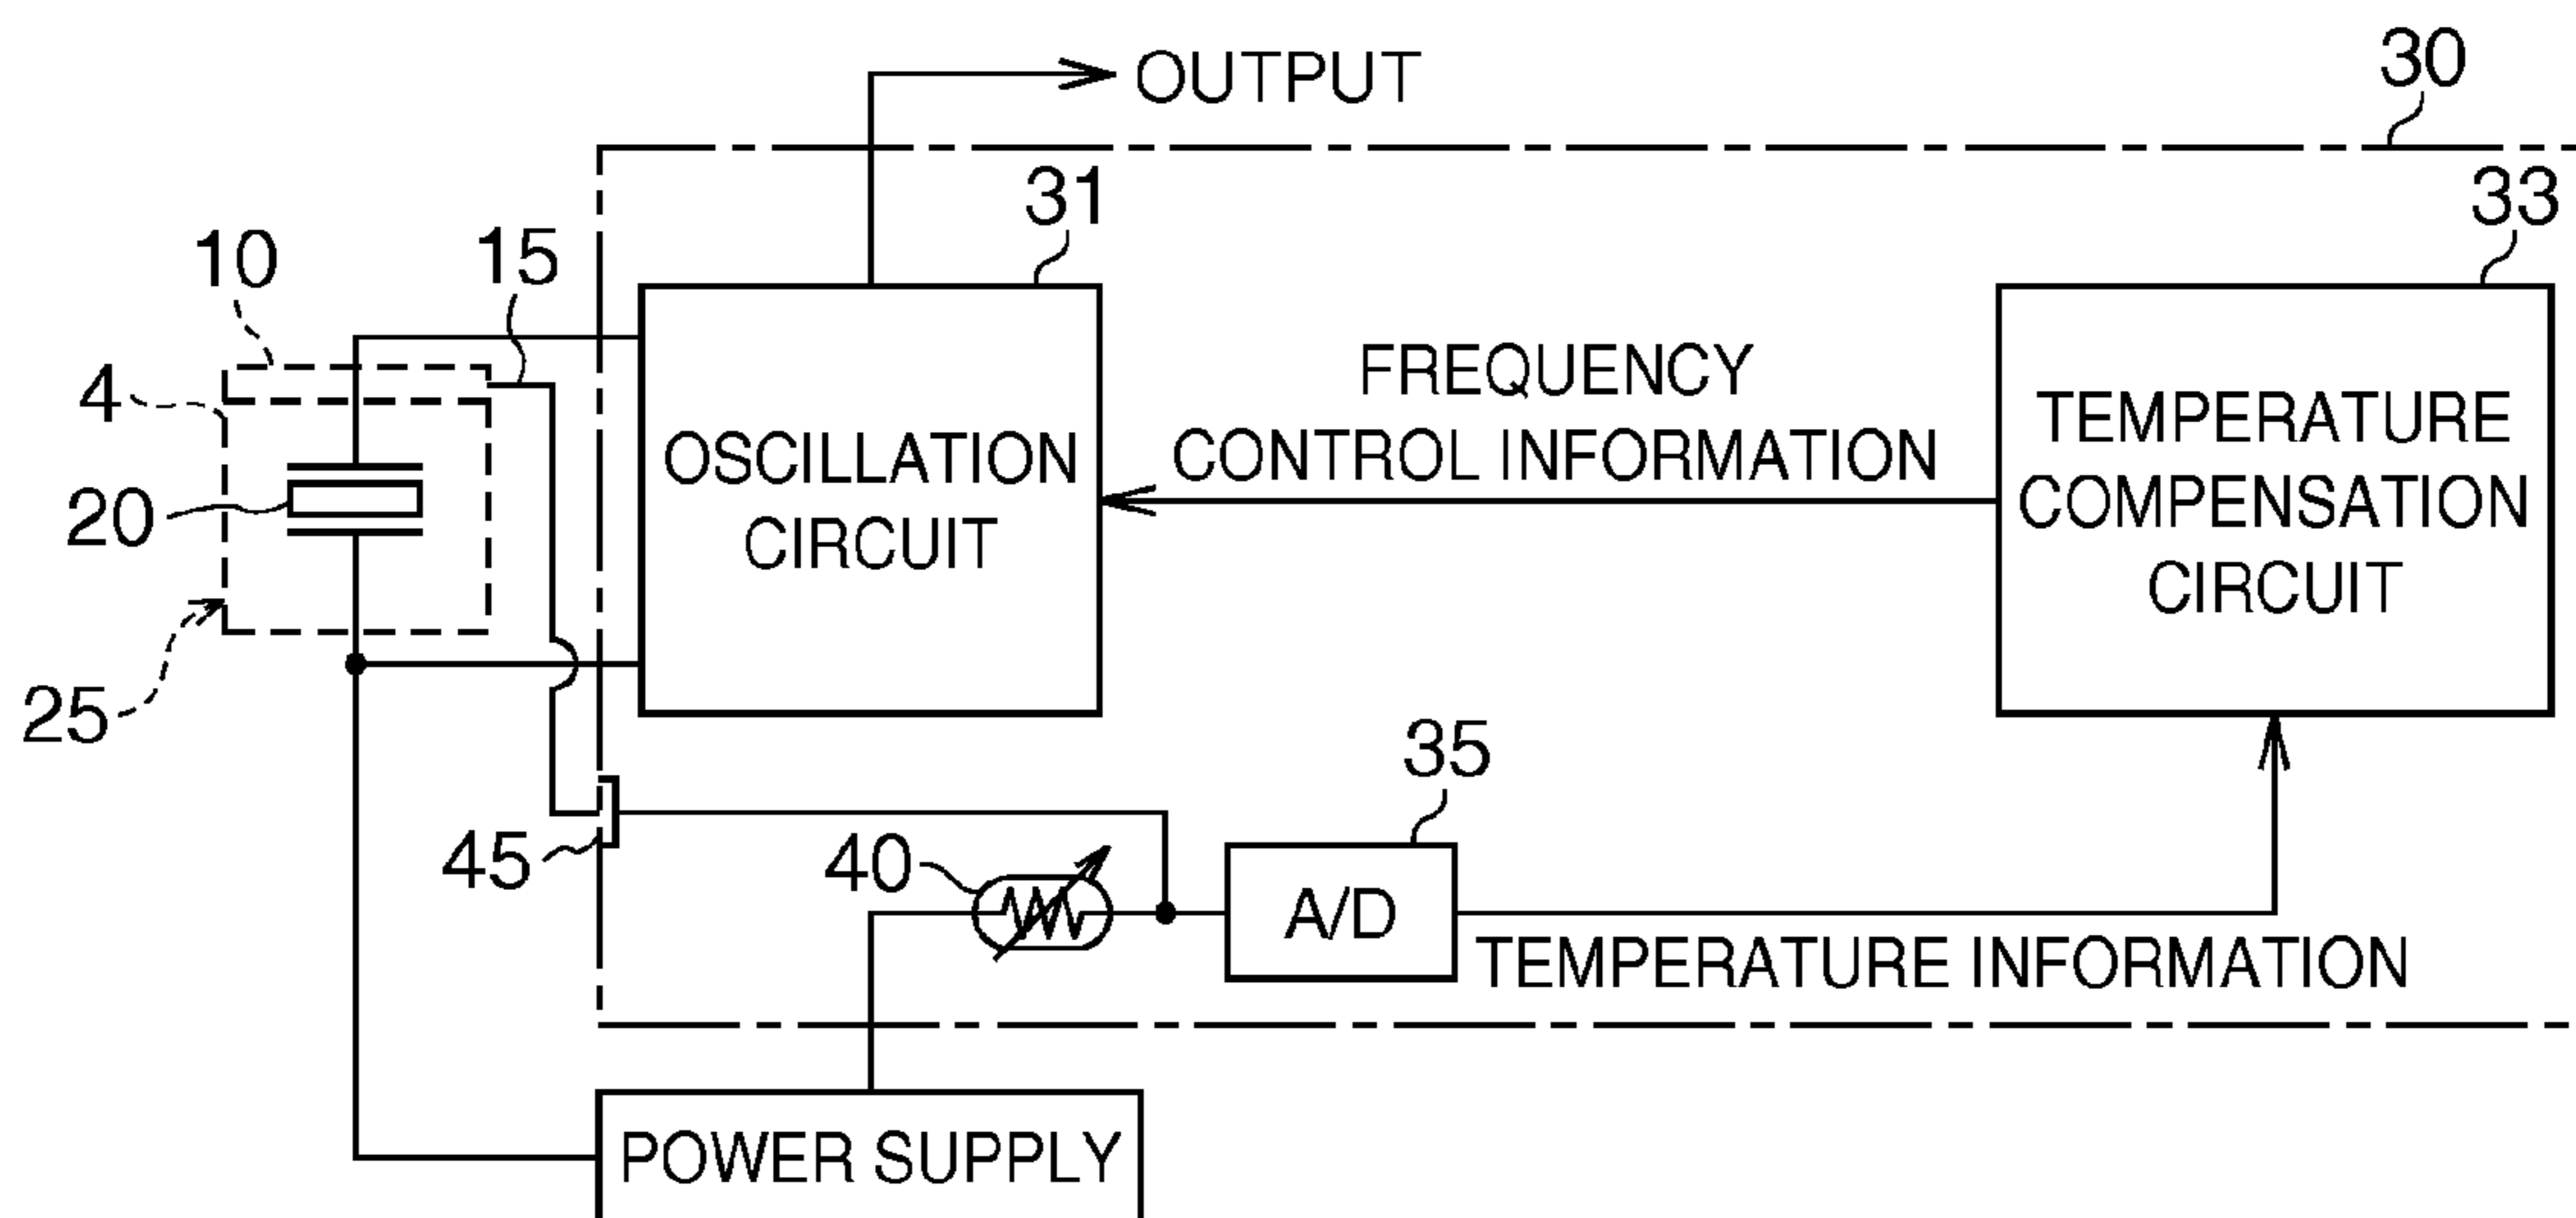 OUTPUT
30
31
33
10
15
4
20
25
OSCILLATION
CIRCUIT
FREQUENCY
CONTROL INFORMATION
TEMPERATURE
COMPENSATION
CIRCUIT
35
45
40
A/D
TEMPERATURE INFORMATION
POWER SUPPLY